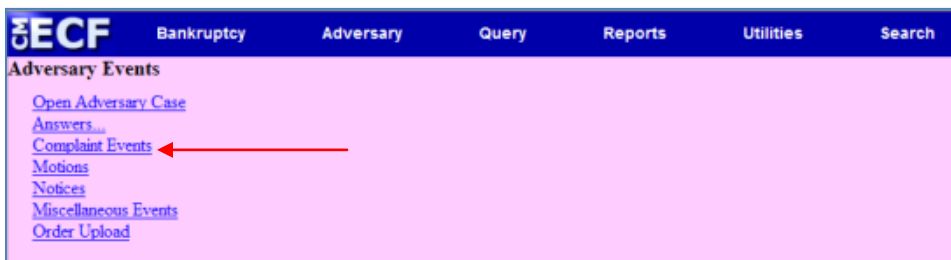 CM ECF Bankruptcy Adversary Query Reports Utilities Search
Adversary Events
Open Adversary Case
Answers...
Complaint Events
Motions
Notices
Miscellaneous Events
Order Upload